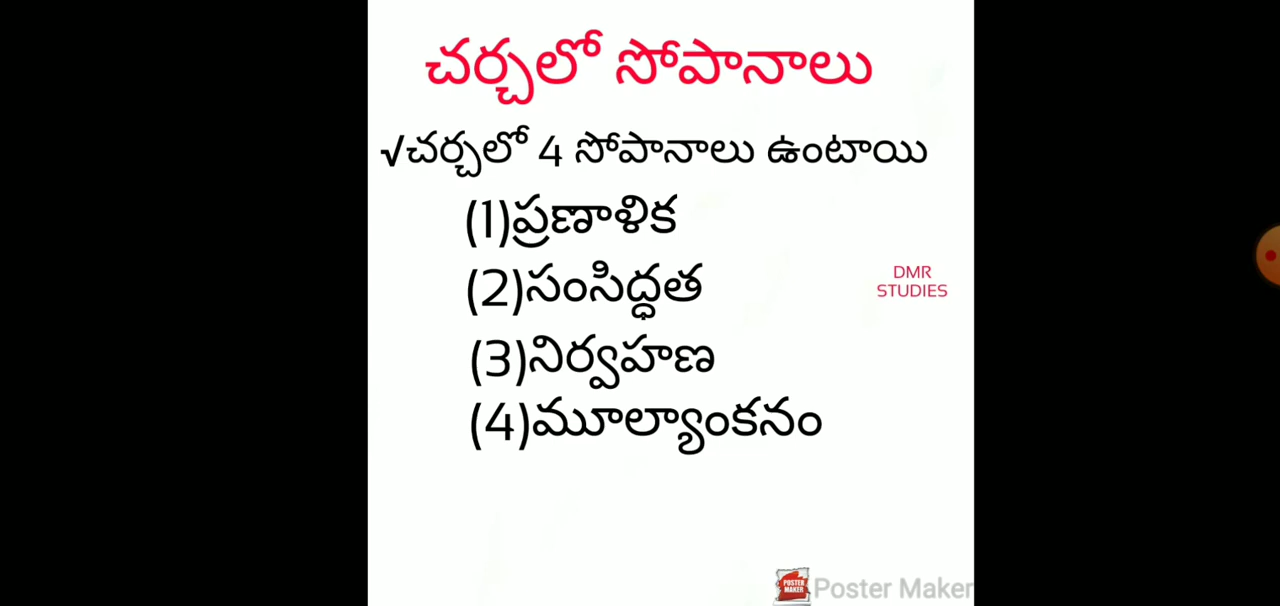 చర్చలో సోపానాలు
√చర్చలో 4 సోపానాలు ఉంటాయి
(1)ప్రణాళిక
(2)సంసిద్ధత
DMR
STUDIES
(3)నిర్వహణ
(4)మూల్యాంకనం
POSTER
MAKER
Poster Maker